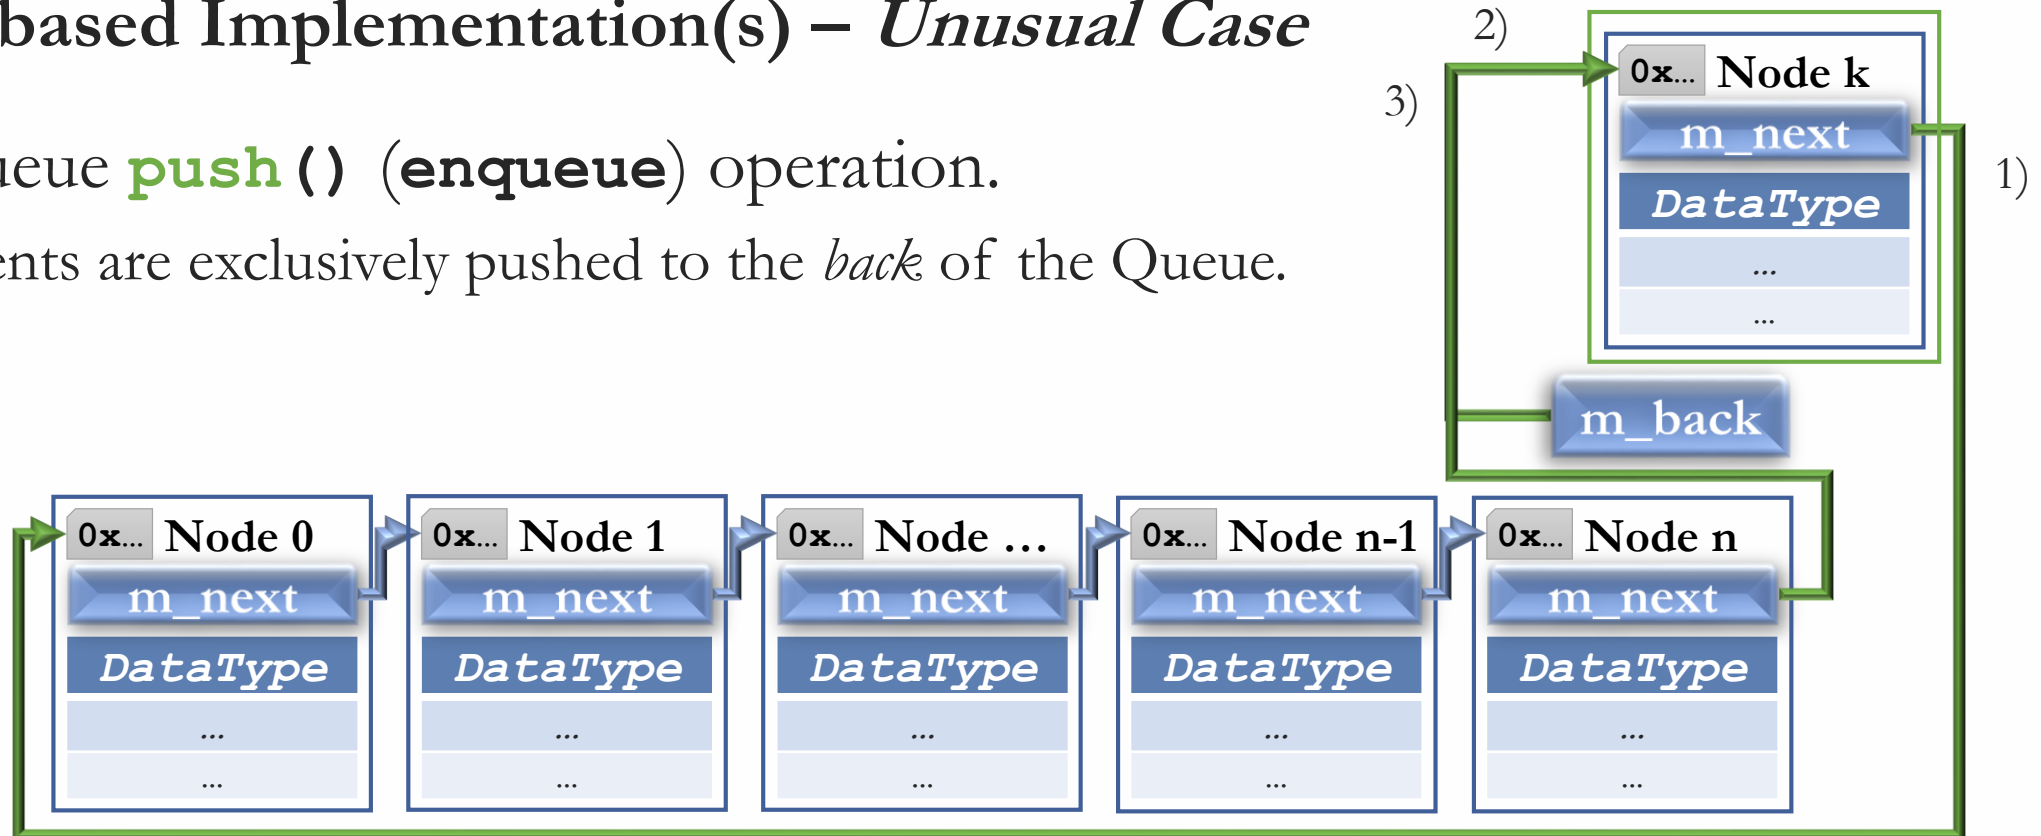 based Implementation(s) – Unusual Case
ueue push() (enqueue) operation.
ents are exclusively pushed to the back of the Queue.
2)
3)
1)
0x... Node k
m_next
DataType
...
...
m_back
0x... Node 0
m_next
DataType
...
...
0x... Node 1
m_next
DataType
...
...
0x... Node …
m_next
DataType
...
...
0x... Node n-1
m_next
DataType
...
...
0x... Node n
m_next
DataType
...
...